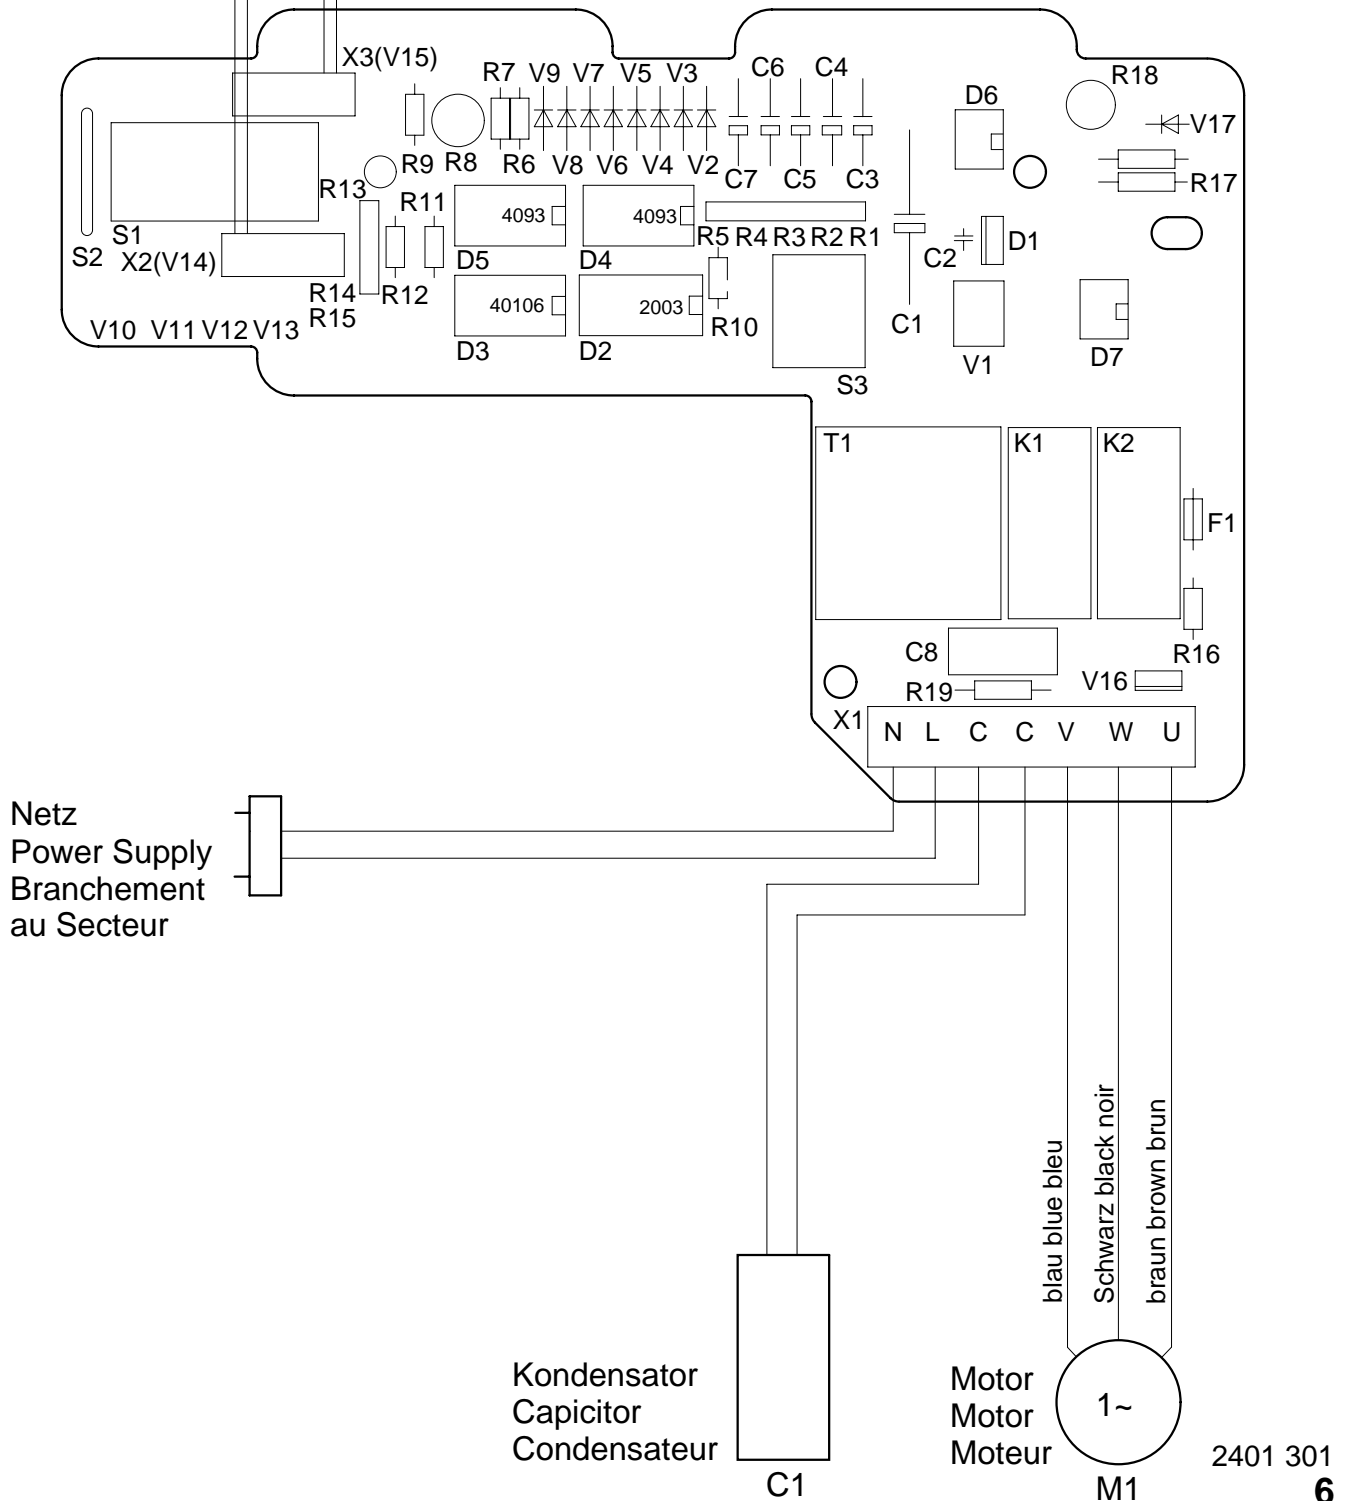 X3(V15)
R7 V9 V7 V5 V3 C6 C4
R18
D6
V17
R9 R8 R6 V8 V6 V4 V2 C7 C5 C3
R13
R17
R11
4093
4093
S1
R5 R4 R3 R2 R1
C2
D1
S2
X2(V14)
D5
D4
R14
R12
40106
2003
R15
R10
C1
V10 V11 V12 V13
D3
D2
V1
D7
S3
T1
K1
K2
F1
C8
R16
R19
V16
X1
N L C C V W U
Netz
Power Supply
Branchement
au Secteur
blau blue bleu
Schwarz black noir
braun brown brun
Kondensator
Capicitor
Condensateur
C1
Motor
Motor
Moteur
1~
M1
2401 301
6